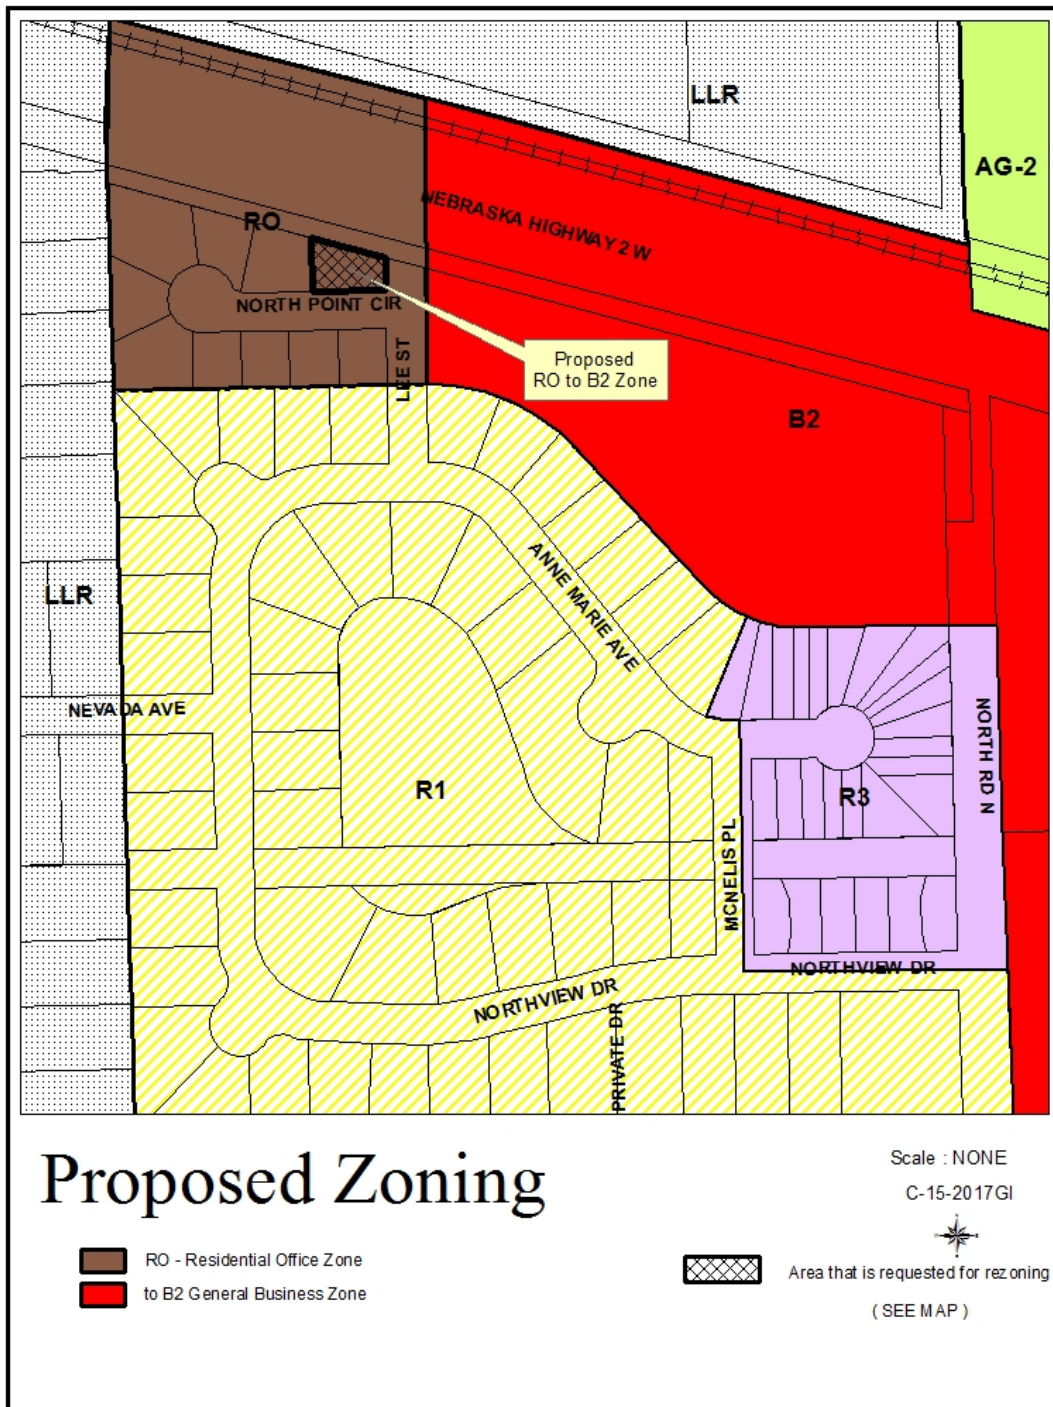 LLR
AG-2
NEBRASKA HIGHWAY 2 W
RO
NORTH POINT CIR
LEE ST
Proposed
RO to B2 Zone
B2
ANNE MARIE AVE
LLR
NEVADA AVE
R1
R3
NORTH RD N
MCNELIS PL
NORTHVIEW DR
NORTHVIEW DR
PRIVATE DR
Proposed Zoning
Scale : NONE
C-15-2017GI
RO - Residential Office Zone
to B2 General Business Zone
Area that is requested for rezoning
( SEE MAP )